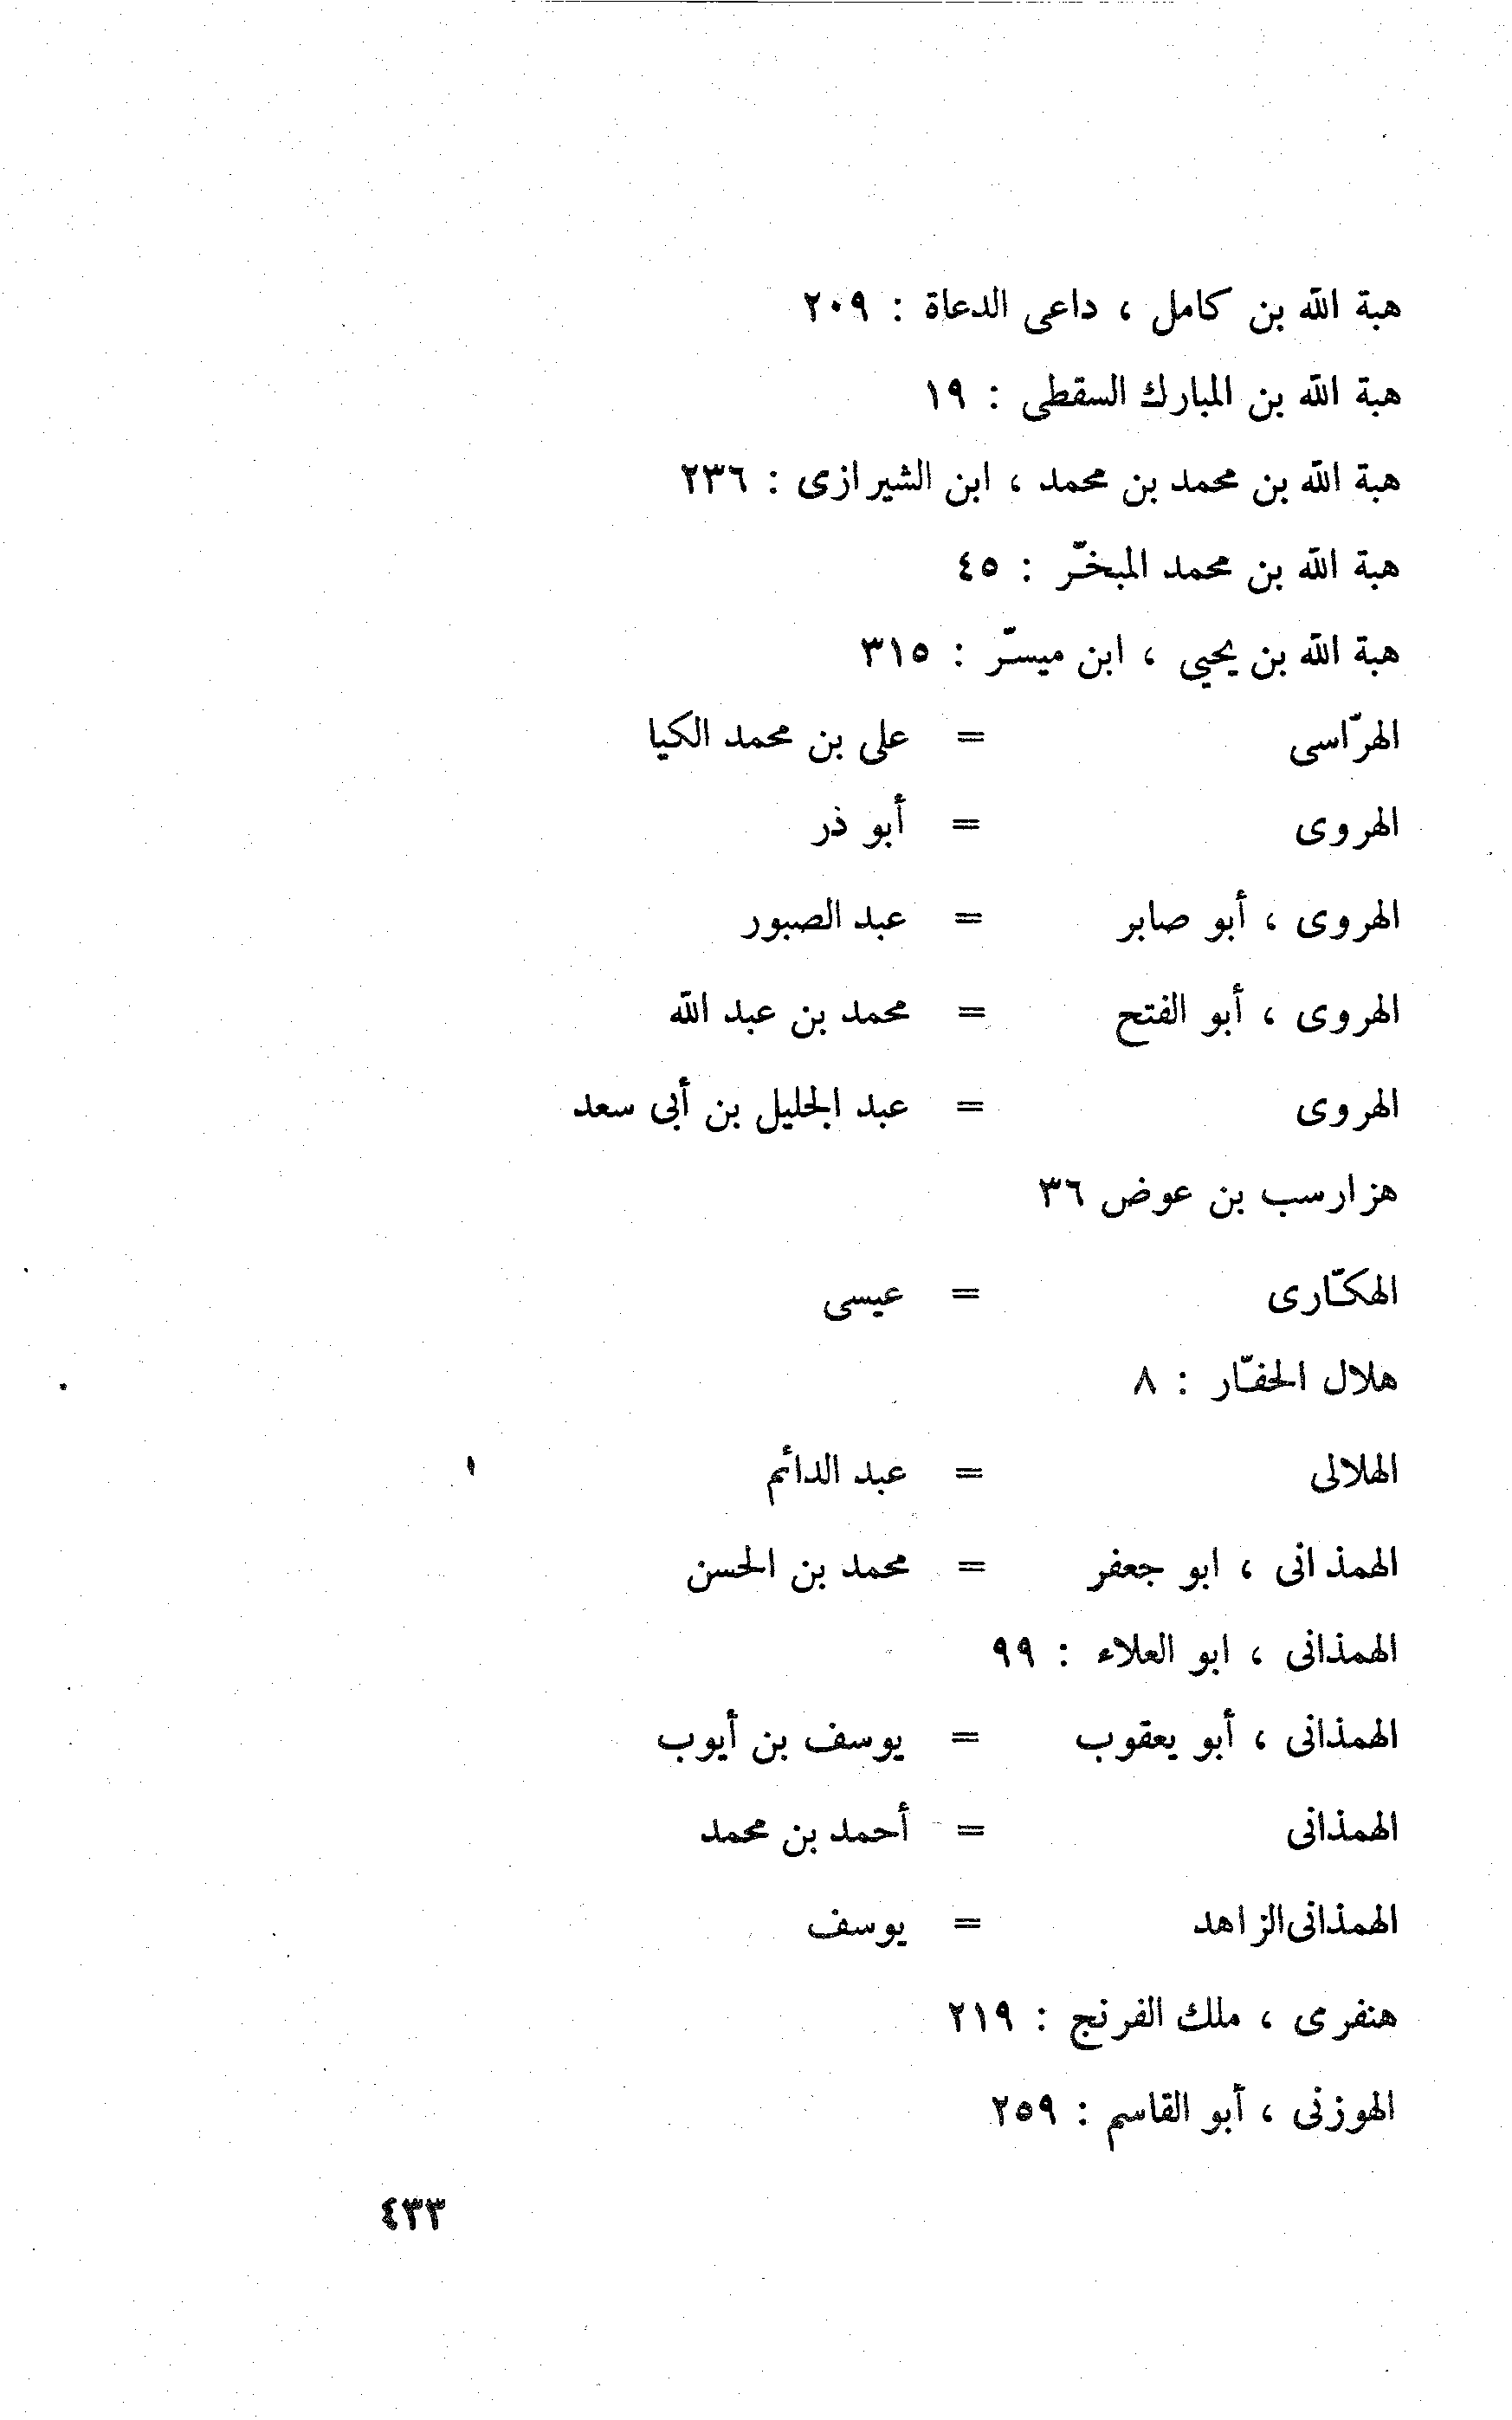 هبة الله بن كامل ، داعى الدعاة : ٢٠٩
هبة الله بن المبارك السقطى : ١٩
هبة الله بن محمد بن محمد ، ابن الشيرازى : ٢٣٦
هبة الله بن محمد المبخـّر : ٤٥
هبة الله بن يحيي ، ابن ميسـّر : ٣١٥
الهرّاسى = على بن محمد الكيا
الهروى = أبو ذر
الهروى ، أبو صابر = عبد الصبور
الهروى ، أبو الفتح = محمد بن عبد الله
الهروى = عبد الجليل بن أبى سعد
هزارسب بن عوض ٣٦
الهكـّارى = عيسى
هلال الحفـّار : ٨
الهلالى = عبد الدائم
الهمذانى ، ابو جعفر = محمد بن الحسن
الهمذانى ، ابو العلاء : ٩٩
الهمذانى ، أبو يعقوب = يوسف بن أيوب
الهمذانى = أحمد بن محمد
الهمذانى الزاهد = يوسف
هنفرى ، ملك الفرنج : ٢١٩
الهوزنى ، أبو القاسم : ٢٥٩
٤٣٣